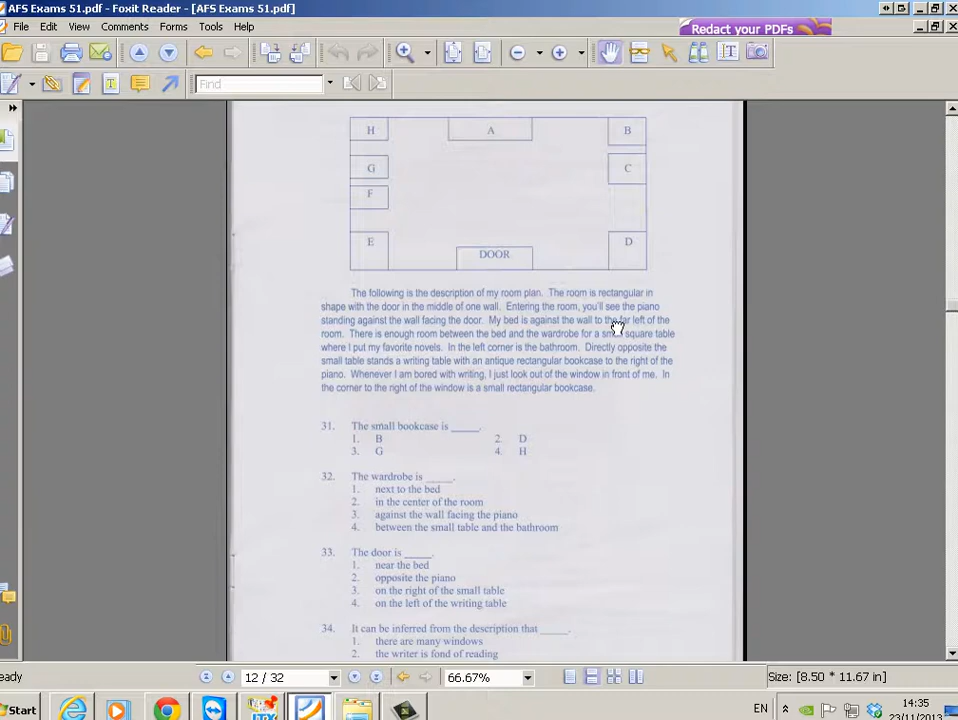 AFS Exams 51.pdf - Foxit Reader - [AFS Exams 51.pdf]
File Edit View Comments Forms Tools Help
Redact your PDFs
Find
H A B
G C
F
E D
DOOR
The following is the description of my room plan. The room is rectangular in
shape with the door in the middle of one wall. Entering the room, you'll see the piano
standing against the wall facing the door. My bed is against the wall to the far left of the
room. There is enough room between the bed and the wardrobe for a small square table
where I put my favorite novels. In the left corner is the bathroom. Directly opposite the
small table stands a writing table with an antique rectangular bookcase to the right of the
piano. Whenever I am bored with writing, I just look out of the window in front of me. In
the corner to the right of the window is a small rectangular bookcase.
31. The small bookcase is _____.
1. B 2. D
3. G 4. H
32. The wardrobe is _____.
1. next to the bed
2. in the center of the room
3. against the wall facing the piano
4. between the small table and the bathroom
33. The door is _____.
1. near the bed
2. opposite the piano
3. on the right of the small table
4. on the left of the writing table
34. It can be inferred from the description that _____.
1. there are many windows
2. the writer is fond of reading
eady 12 / 32 66.67% Size: [8.50 * 11.67 in]
Start EN 14:35
23/11/2013